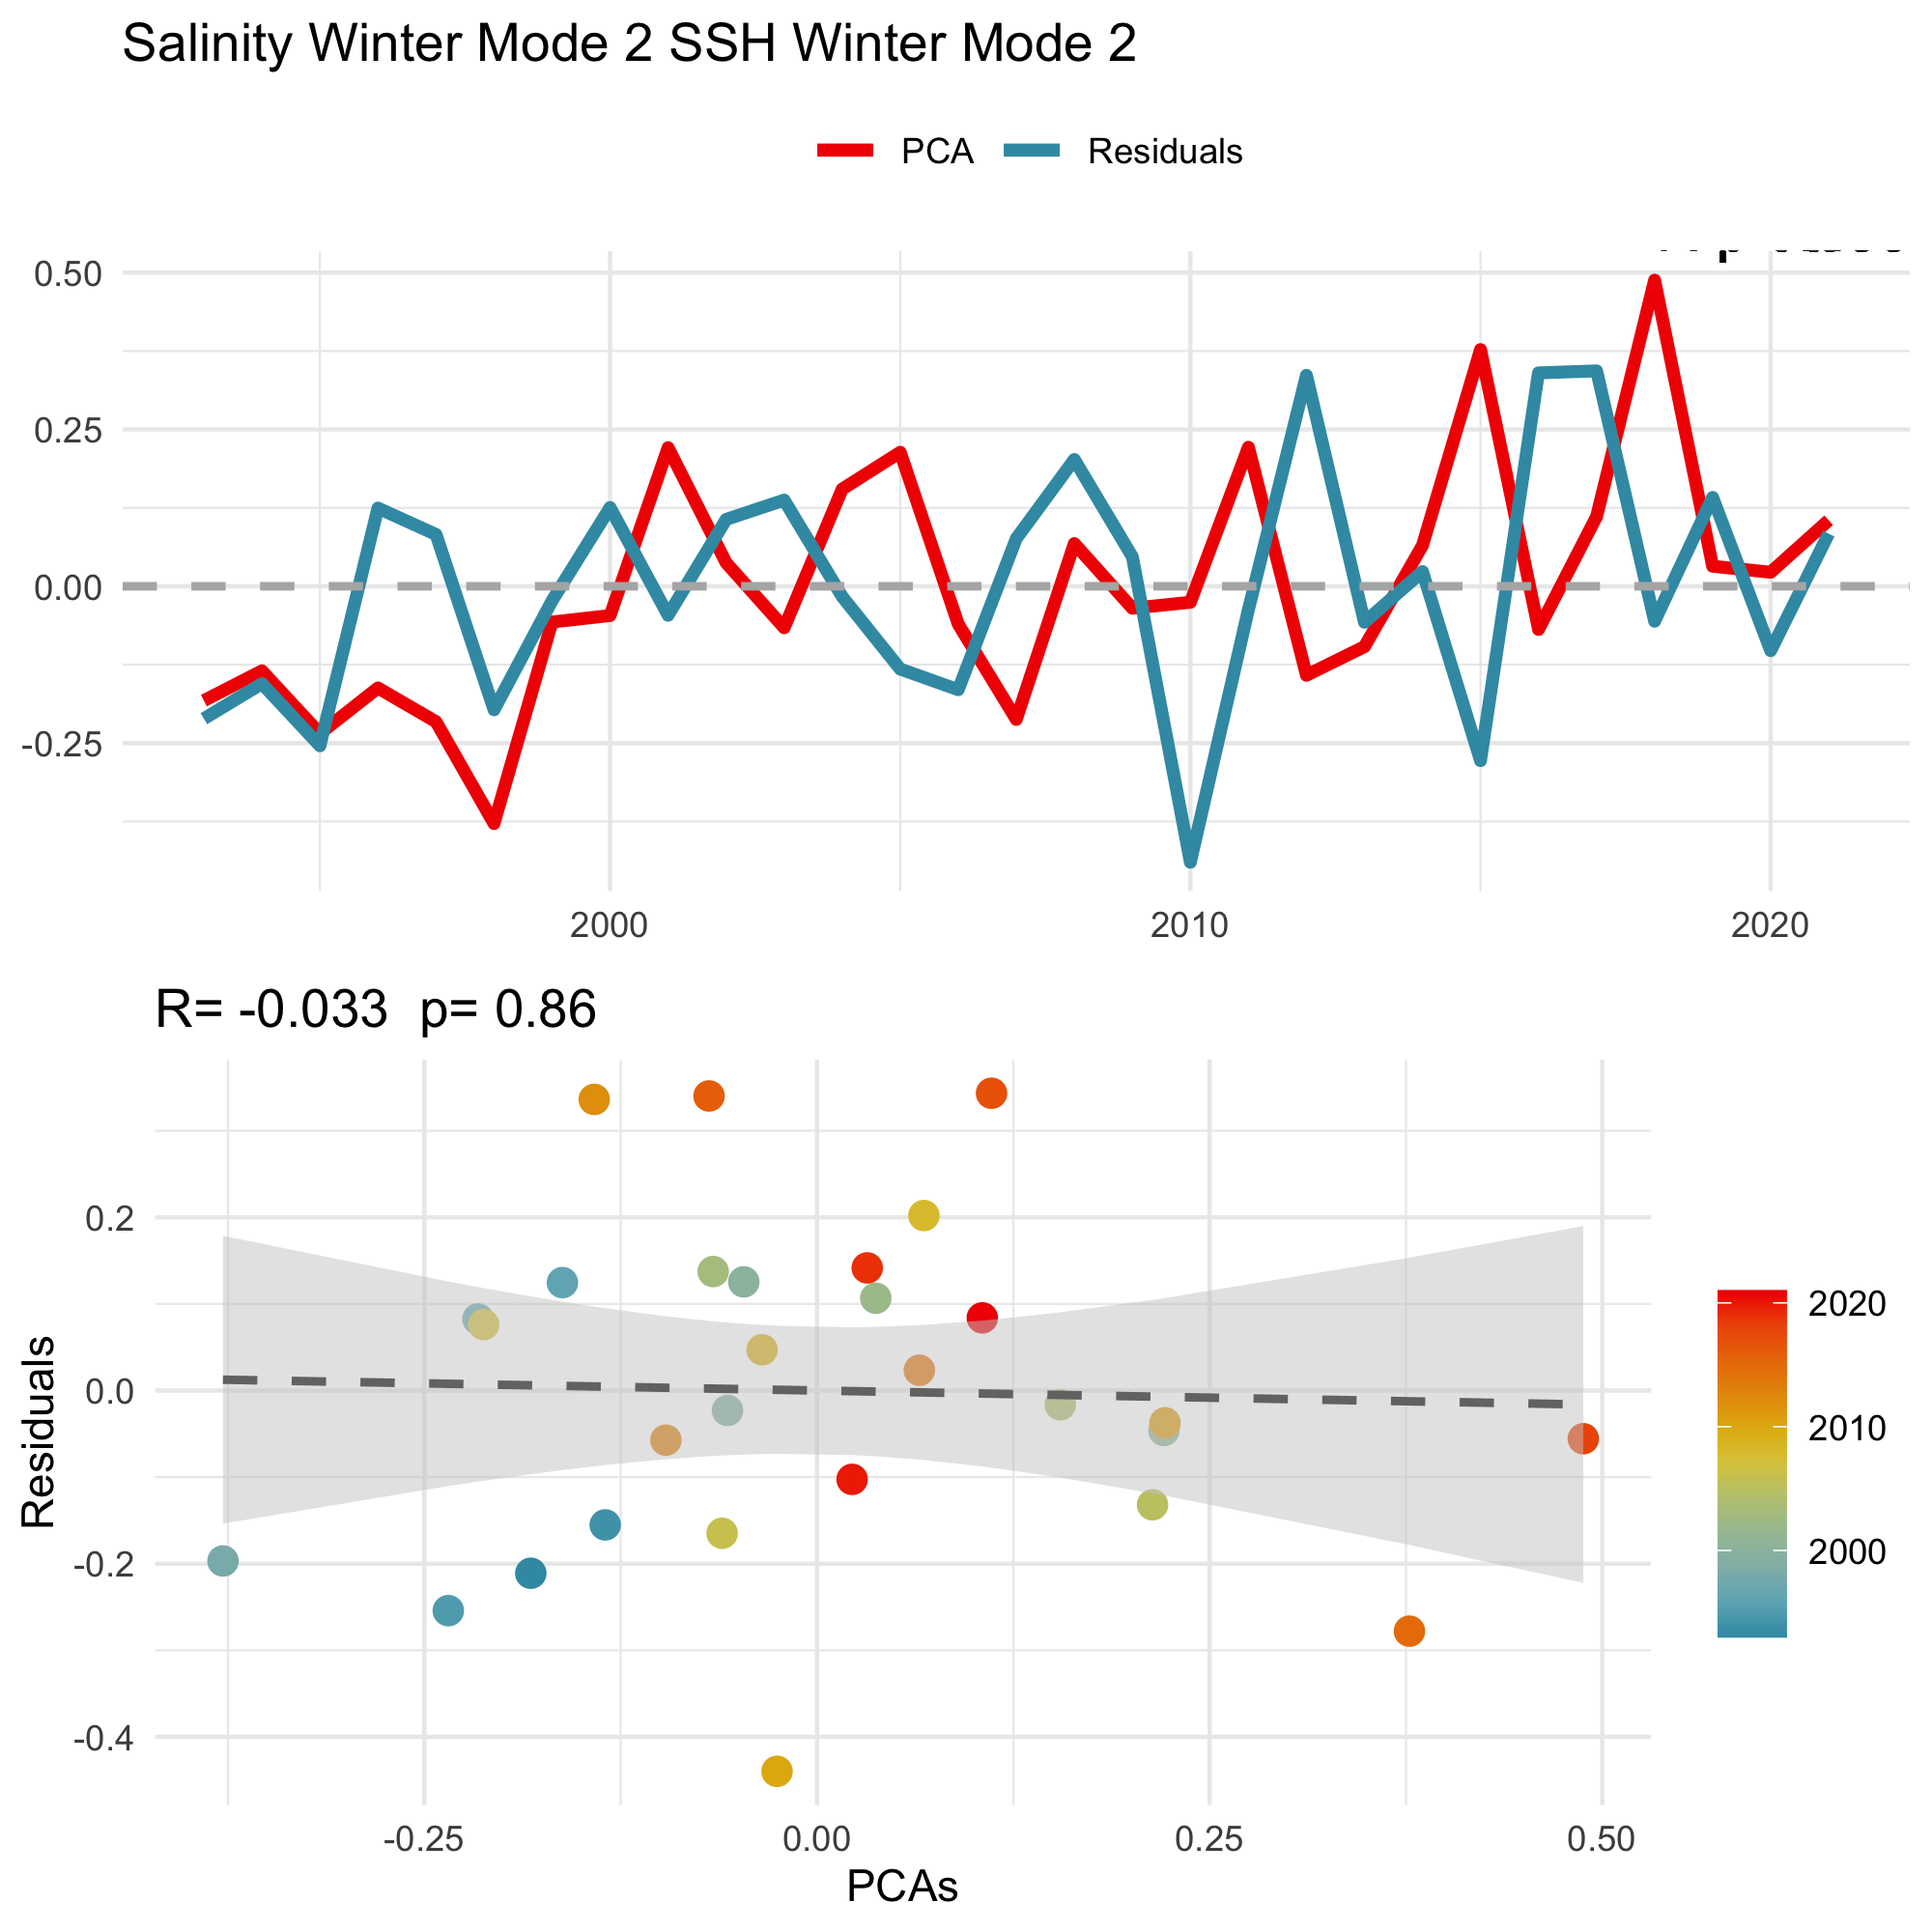 Salinity Winter Mode 2 SSH Winter Mode 2
PCA Residuals
0.50
0.25
0.00
-0.25
2000 2010 2020
R= -0.033 p= 0.86
Residuals
0.2
0.0
-0.2
-0.4
-0.25 0.00 0.25 0.50
PCAs
2020
2010
2000